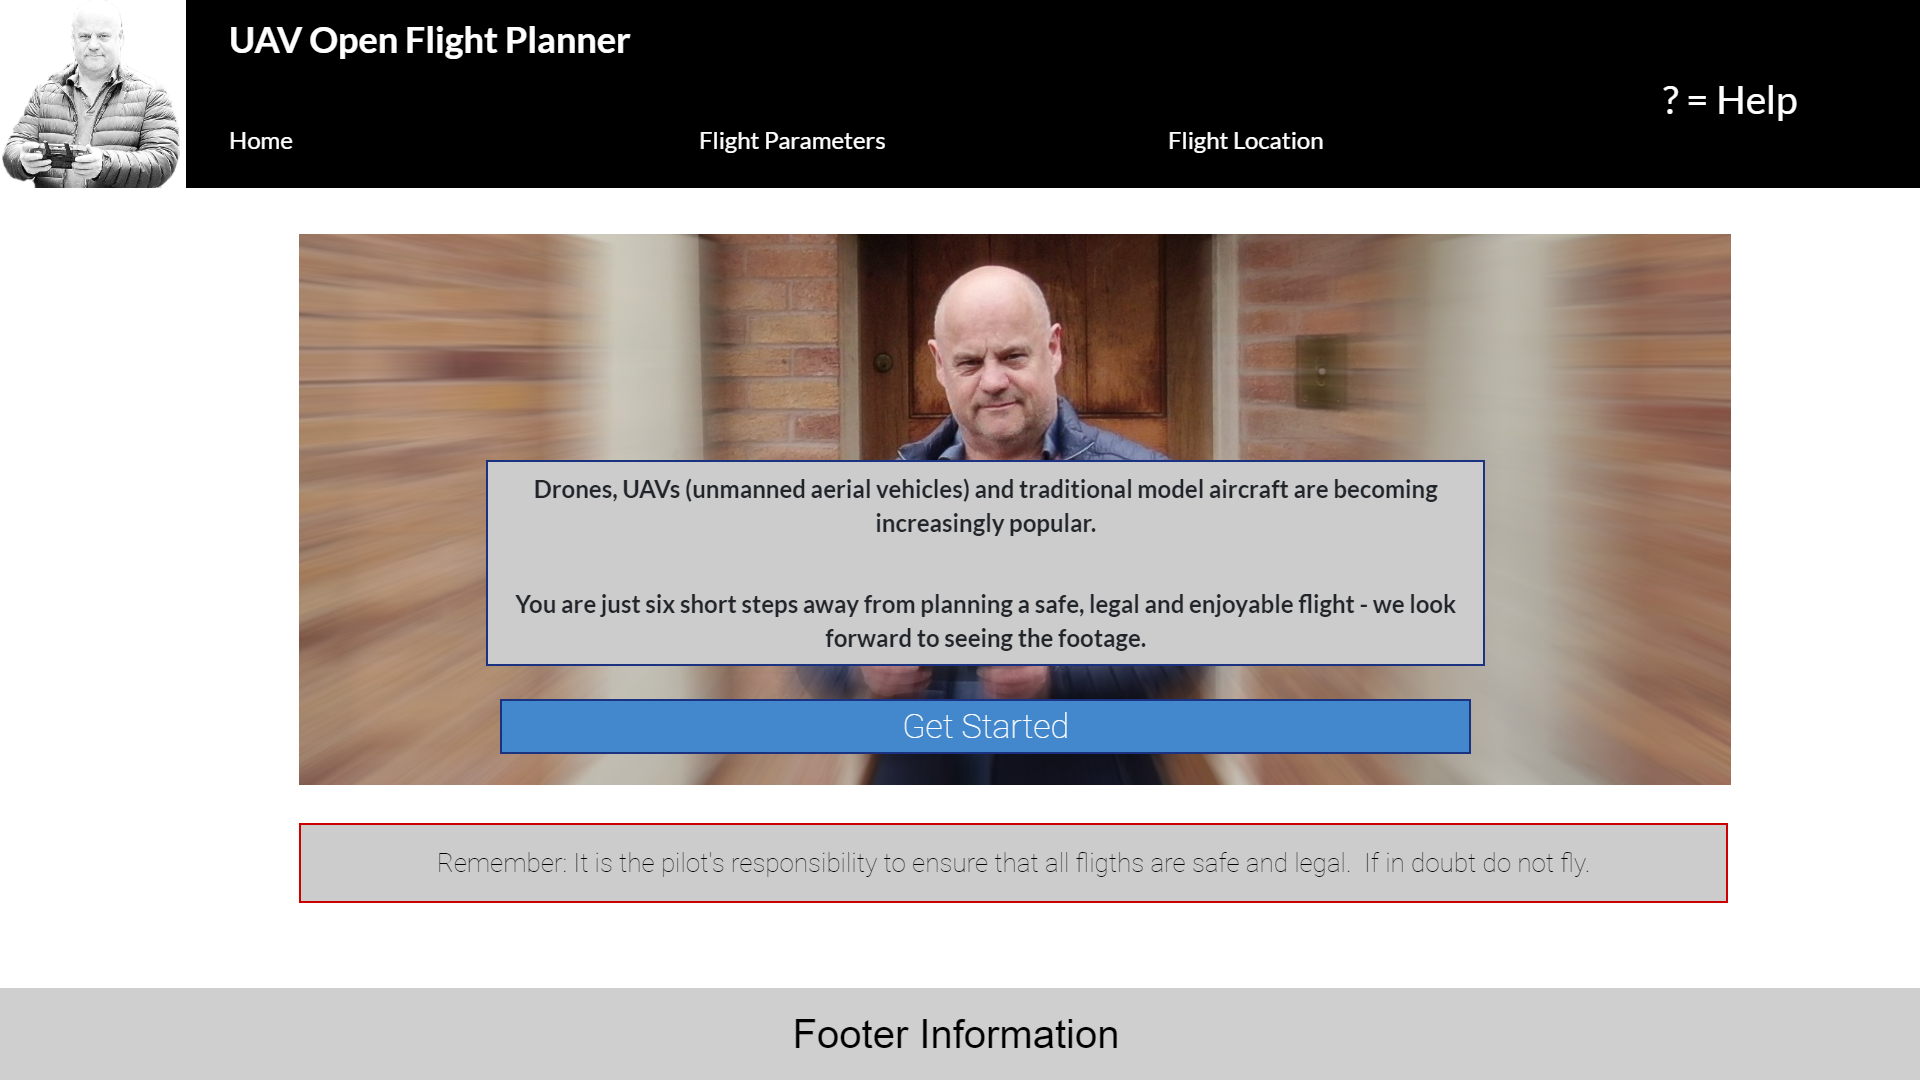 UAV Open Flight Planner
? = Help
Home
Flight Parameters
Flight Location
Drones, UAVs (unmanned aerial vehicles) and traditional model aircraft are becoming
increasingly popular.
You are just six short steps away from planning a safe, legal and enjoyable flight - we look
forward to seeing the footage.
Get Started
Remember: It is the pilot's responsibility to ensure that all fligths are safe and legal.  If in doubt do not fly.
Footer Information